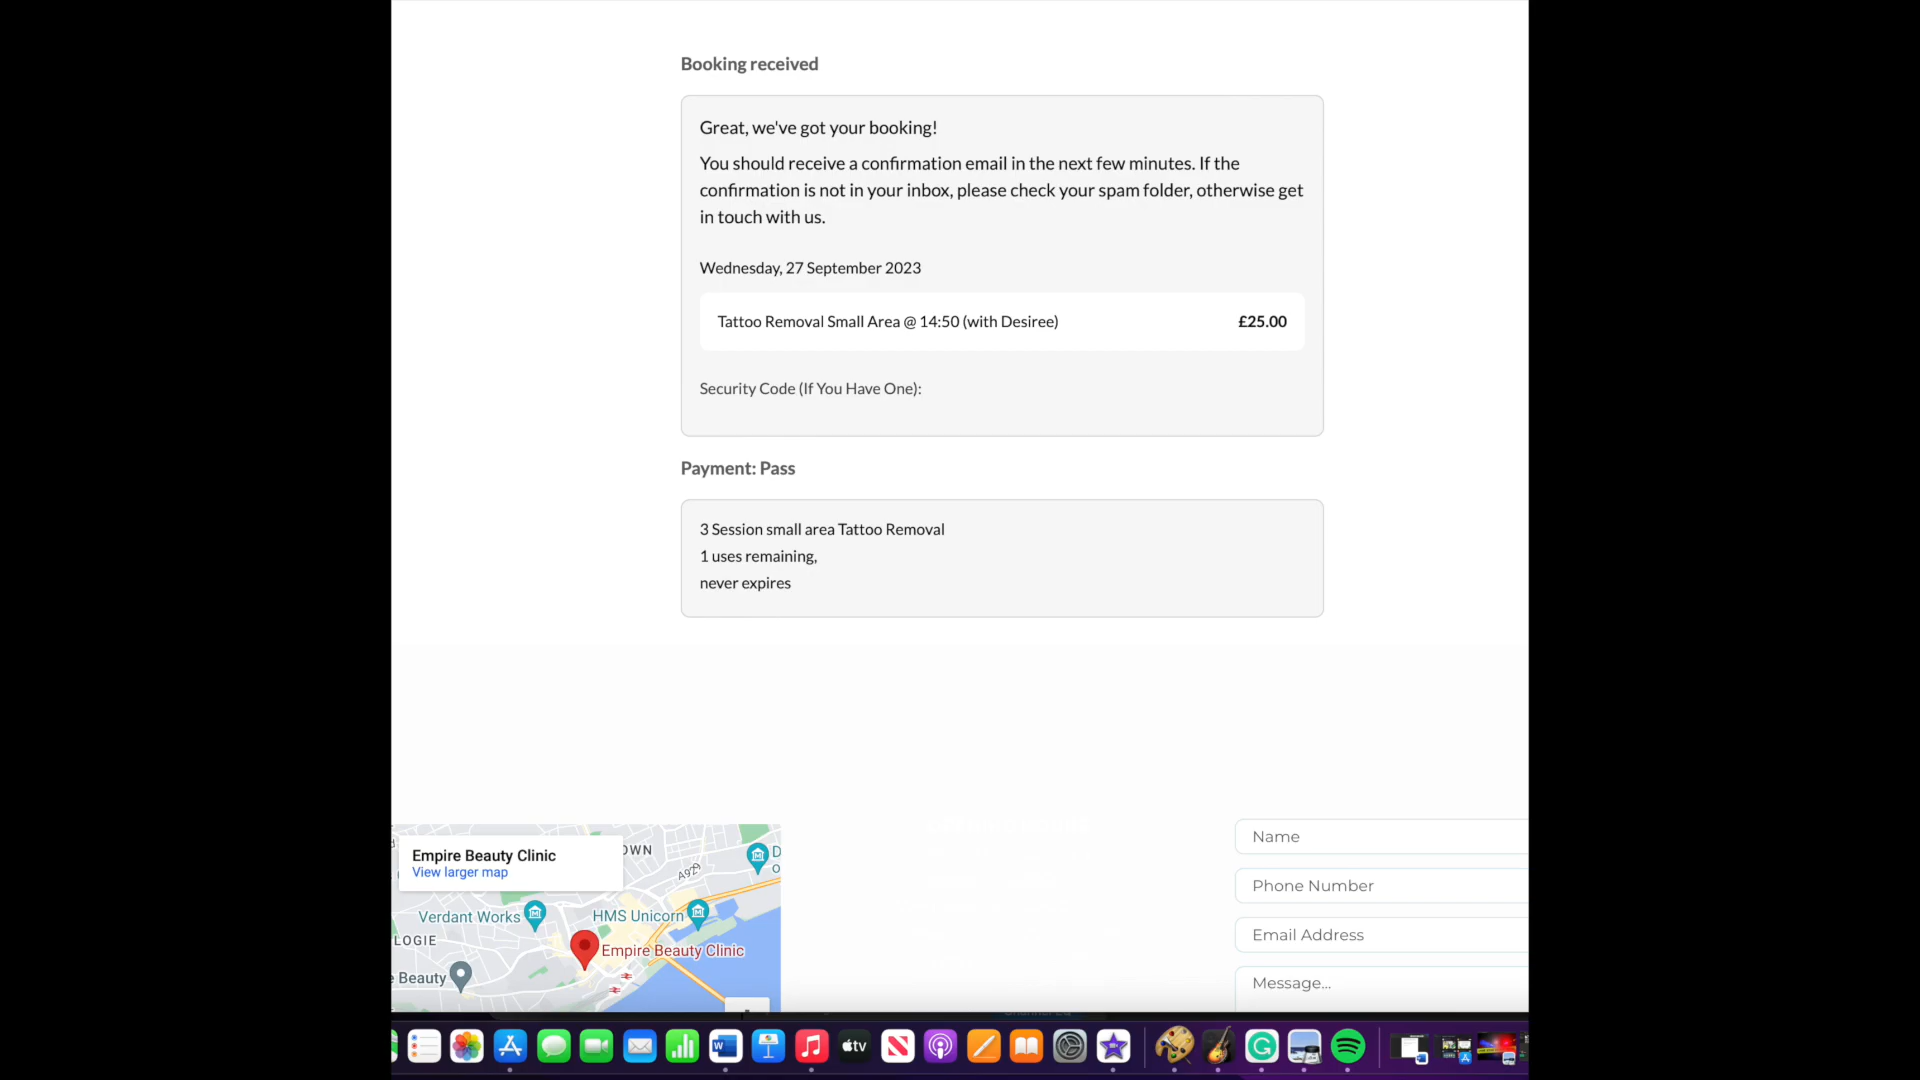 Booking received
Great, we've got your booking!
You should receive a confirmation email in the next few minutes. If the
confirmation is not in your inbox, please check your spam folder, otherwise get
in touch with us.
Wednesday, 27 September 2023
Tattoo Removal Small Area @ 14:50 (with Desiree) £25.00
Security Code (If You Have One):
Payment: Pass
3 Session small area Tattoo Removal
1 uses remaining,
never expires
Empire Beauty Clinic
View larger map
OWN
A929
Verdant Works
HMS Unicorn
LOGIE
Empire Beauty Clinic
Beauty
Name
Phone Number
Email Address
Message...
tv